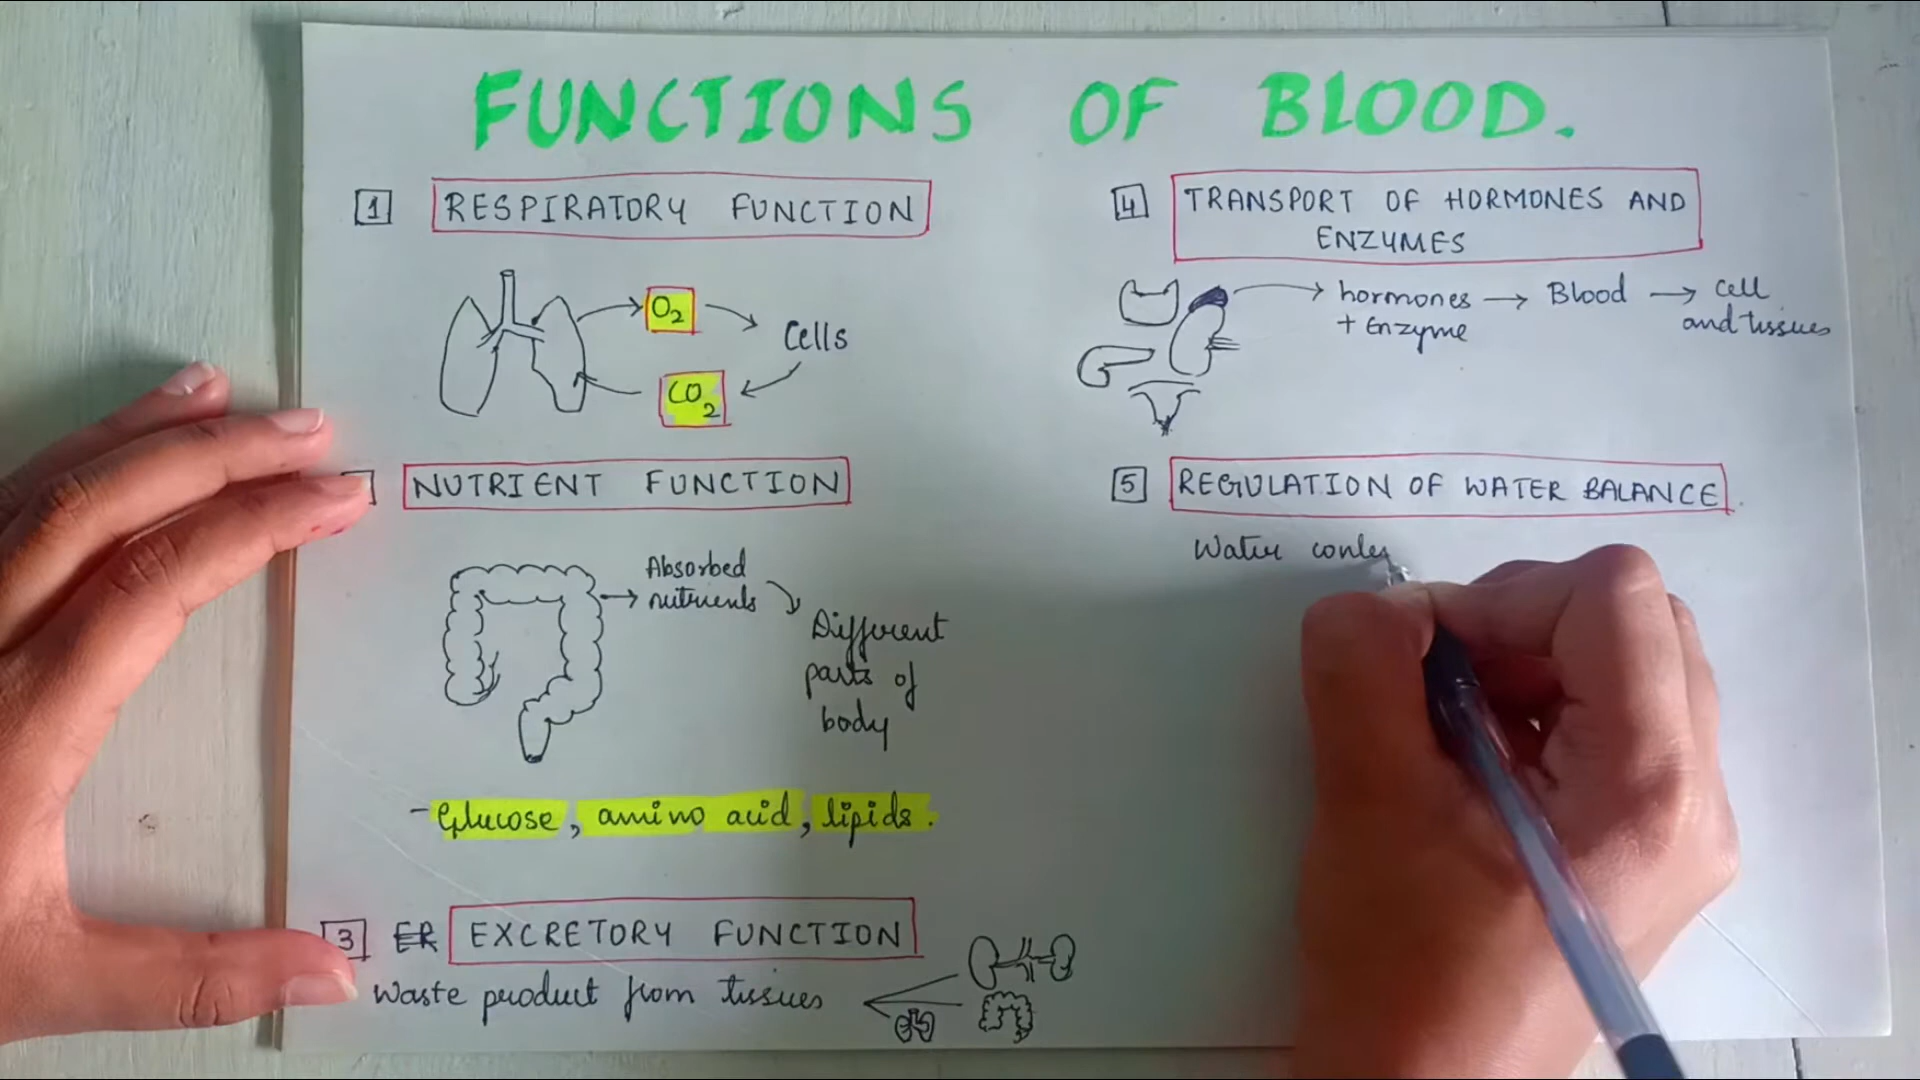 FUNCTIONS OF BLOOD.
1 RESPIRATORY FUNCTION
O2
Cells
CO2
NUTRIENT FUNCTION
Absorbed
nutrients
Different
parts of
body
- Glucose, amino acid, lipids.
3 ER EXCRETORY FUNCTION
Waste product from tissues
4 TRANSPORT OF HORMONES AND
ENZYMES
hormones → Blood → cell
+ Enzyme and tissues
5 REGULATION OF WATER BALANCE.
Water conte